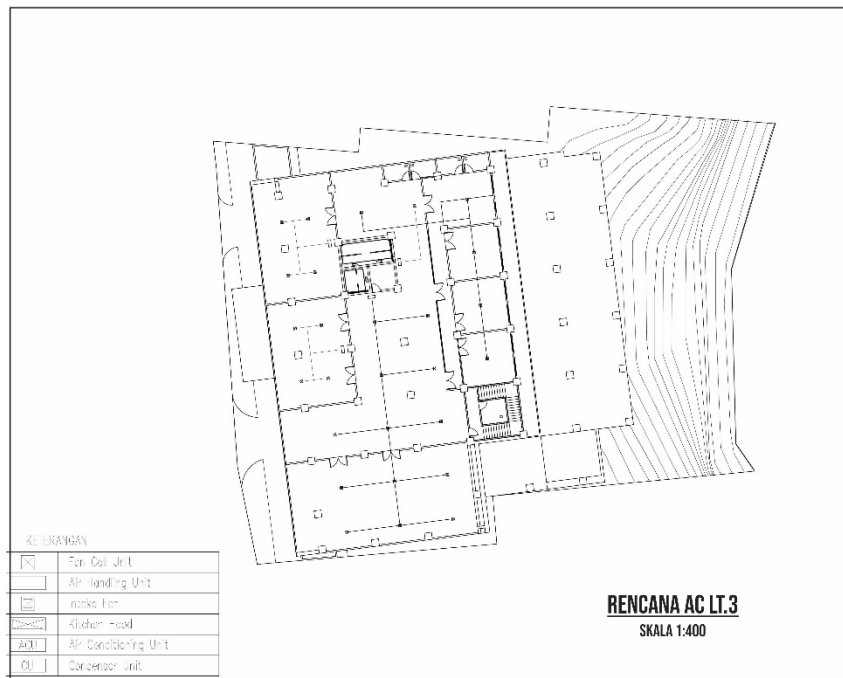 KETERANGAN
Fan Coil Unit
Air Handling Unit
Intake Fan
Kitchen Hood
ACU Air Conditioning Unit
CU Condensor Unit
RENCANA AC LT.3
SKALA 1:400